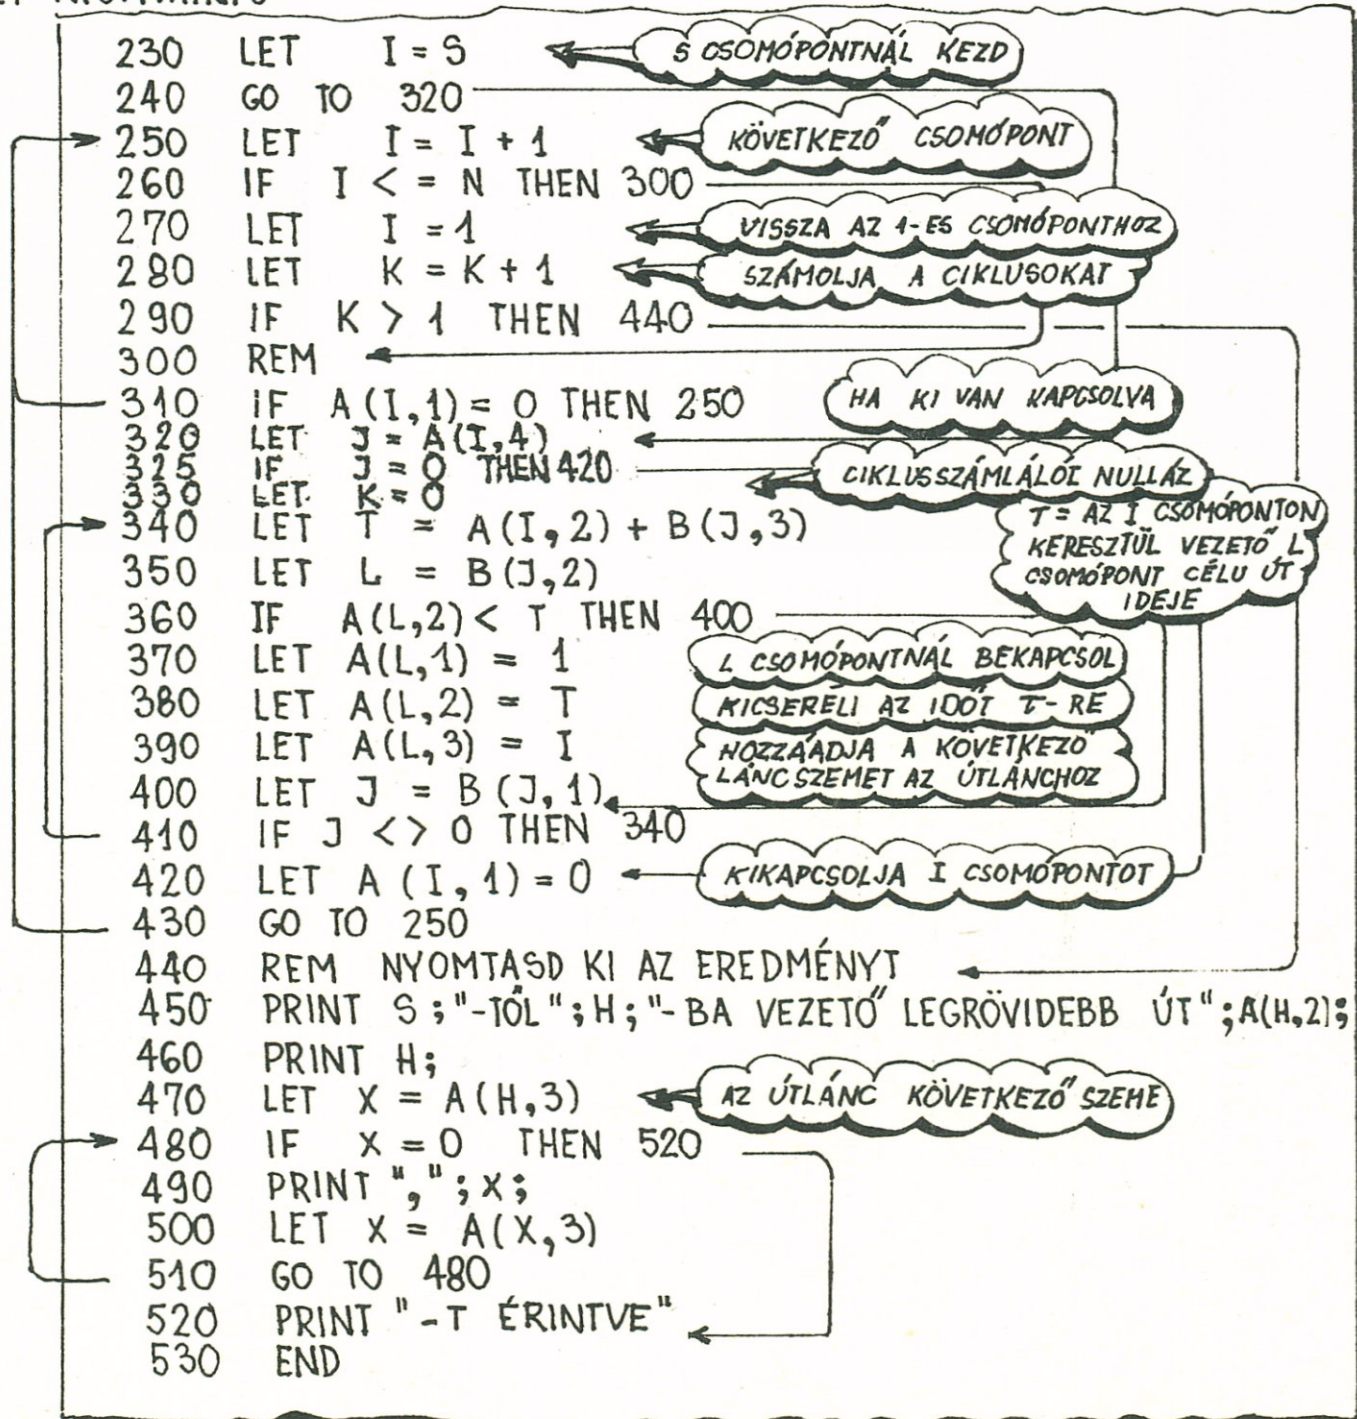 230 LET I = S
S CSOMÓPONTNÁL KEZD
240 GO TO 320
250 LET I = I + 1
KÖVETKEZŐ CSOMÓPONT
260 IF I < = N THEN 300
270 LET I = 1
VISSZA AZ 1-ES CSOMÓPONTHOZ
280 LET K = K + 1
SZÁMOLJA A CIKLUSOKAT
290 IF K > 1 THEN 440
300 REM
310 IF A(I,1) = 0 THEN 250
HA KI VAN KAPCSOLVA
320 LET J = A(I,4)
325 IF J = 0 THEN 420
CIKLUSSZÁMLÁLÓT NULLÁZ
330 LET K = 0
340 LET T = A(I,2) + B(J,3)
T = AZ I CSOMÓPONTON
KERESZTÜL VEZETŐ L
CSOMÓPONT CÉLU ÚT
IDEJE
350 LET L = B(J,2)
360 IF A(L,2) < T THEN 400
370 LET A(L,1) = 1
L CSOMÓPONTNÁL BEKAPCSOL
380 LET A(L,2) = T
KICSERÉLI AZ IDŐT T-RE
390 LET A(L,3) = I
HOZZÁADJA A KÖVETKEZŐ
LÁNCSZEMET AZ ÚTLÁNCHOZ
400 LET J = B(J,1)
410 IF J <> 0 THEN 340
420 LET A(I,1) = 0
KIKAPCSOLJA I CSOMÓPONTOT
430 GO TO 250
440 REM NYOMTASD KI AZ EREDMÉNYT
450 PRINT S;"-TŐL";H;"-BA VEZETŐ LEGRÖVIDEBB ÚT";A(H,2);
460 PRINT H;
470 LET X = A(H,3)
AZ ÚTLÁNC KÖVETKEZŐ SZEME
480 IF X = 0 THEN 520
490 PRINT ",";X;
500 LET X = A(X,3)
510 GO TO 480
520 PRINT "-T ÉRINTVE"
530 END